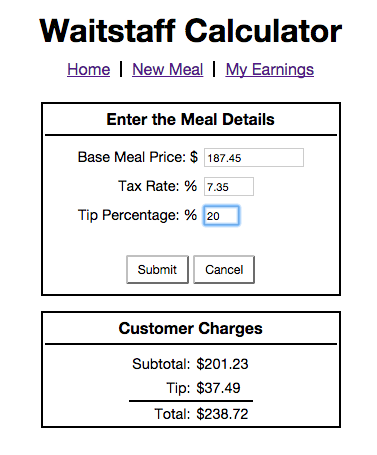 Waitstaff Calculator
Home | New Meal | My Earnings
Enter the Meal Details
Base Meal Price: $ 187.45
Tax Rate: % 7.35
Tip Percentage: % 20
Submit Cancel
Customer Charges
Subtotal: $201.23
Tip: $37.49
Total: $238.72